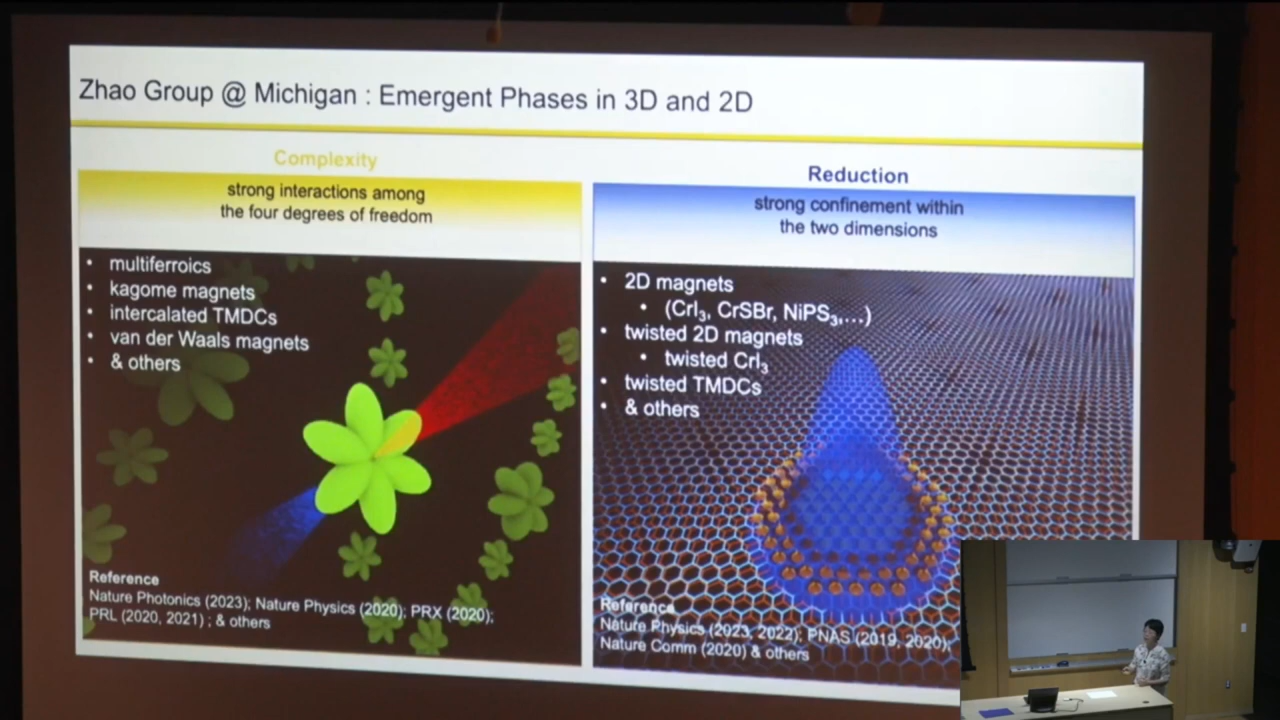 Zhao Group @ Michigan : Emergent Phases in 3D and 2D
Complexity
strong interactions among
the four degrees of freedom
• multiferroics
• kagome magnets
• intercalated TMDCs
• van der Waals magnets
• & others
Reference
Nature Photonics (2023); Nature Physics (2020); PRX (2020);
PRL (2020, 2021) ; & others
Reduction
strong confinement within
the two dimensions
• 2D magnets
• (CrI₃, CrSBr, NiPS₃,...)
• twisted 2D magnets
• twisted CrI₃
• twisted TMDCs
• & others
Reference
Nature Physics (2023, 2022); PNAS (2019, 2020);
Nature Comm (2020) & others